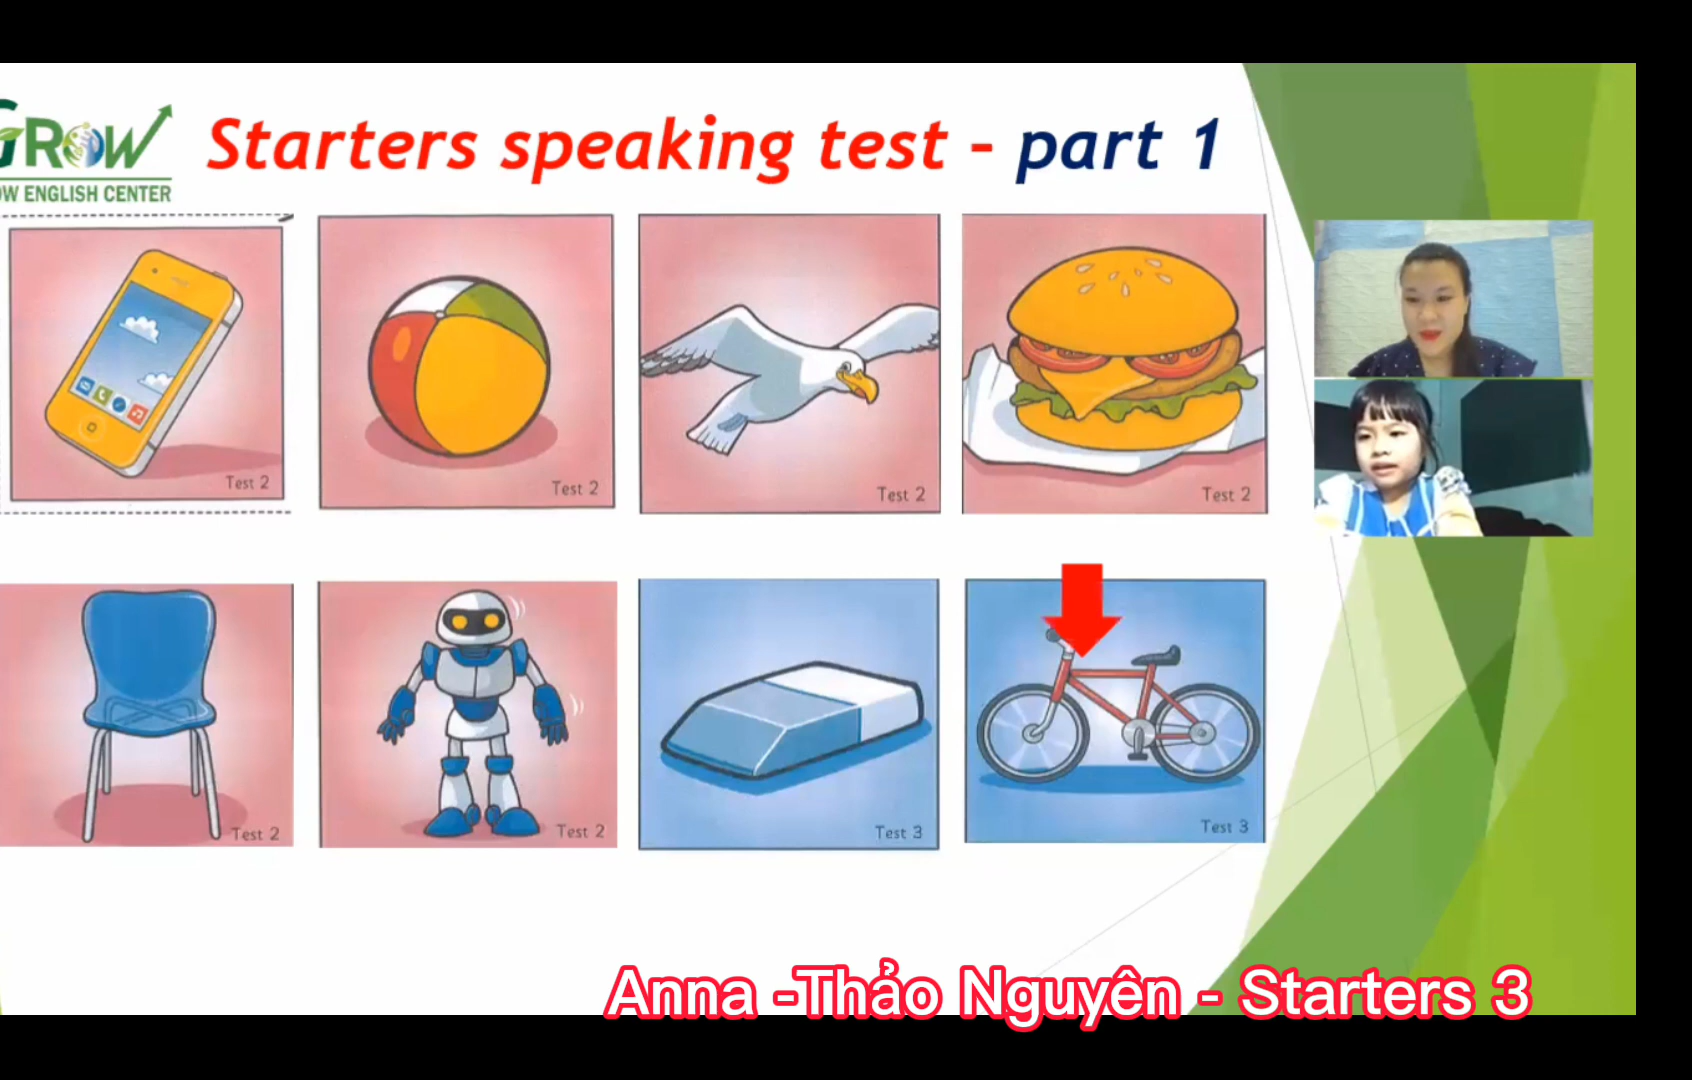 GROW
OW ENGLISH CENTER
Starters speaking test - part 1
Test 2
Test 2
Test 2
Test 2
Test 2
Test 2
Test 3
Test 3
Anna -Thảo Nguyên - Starters 3